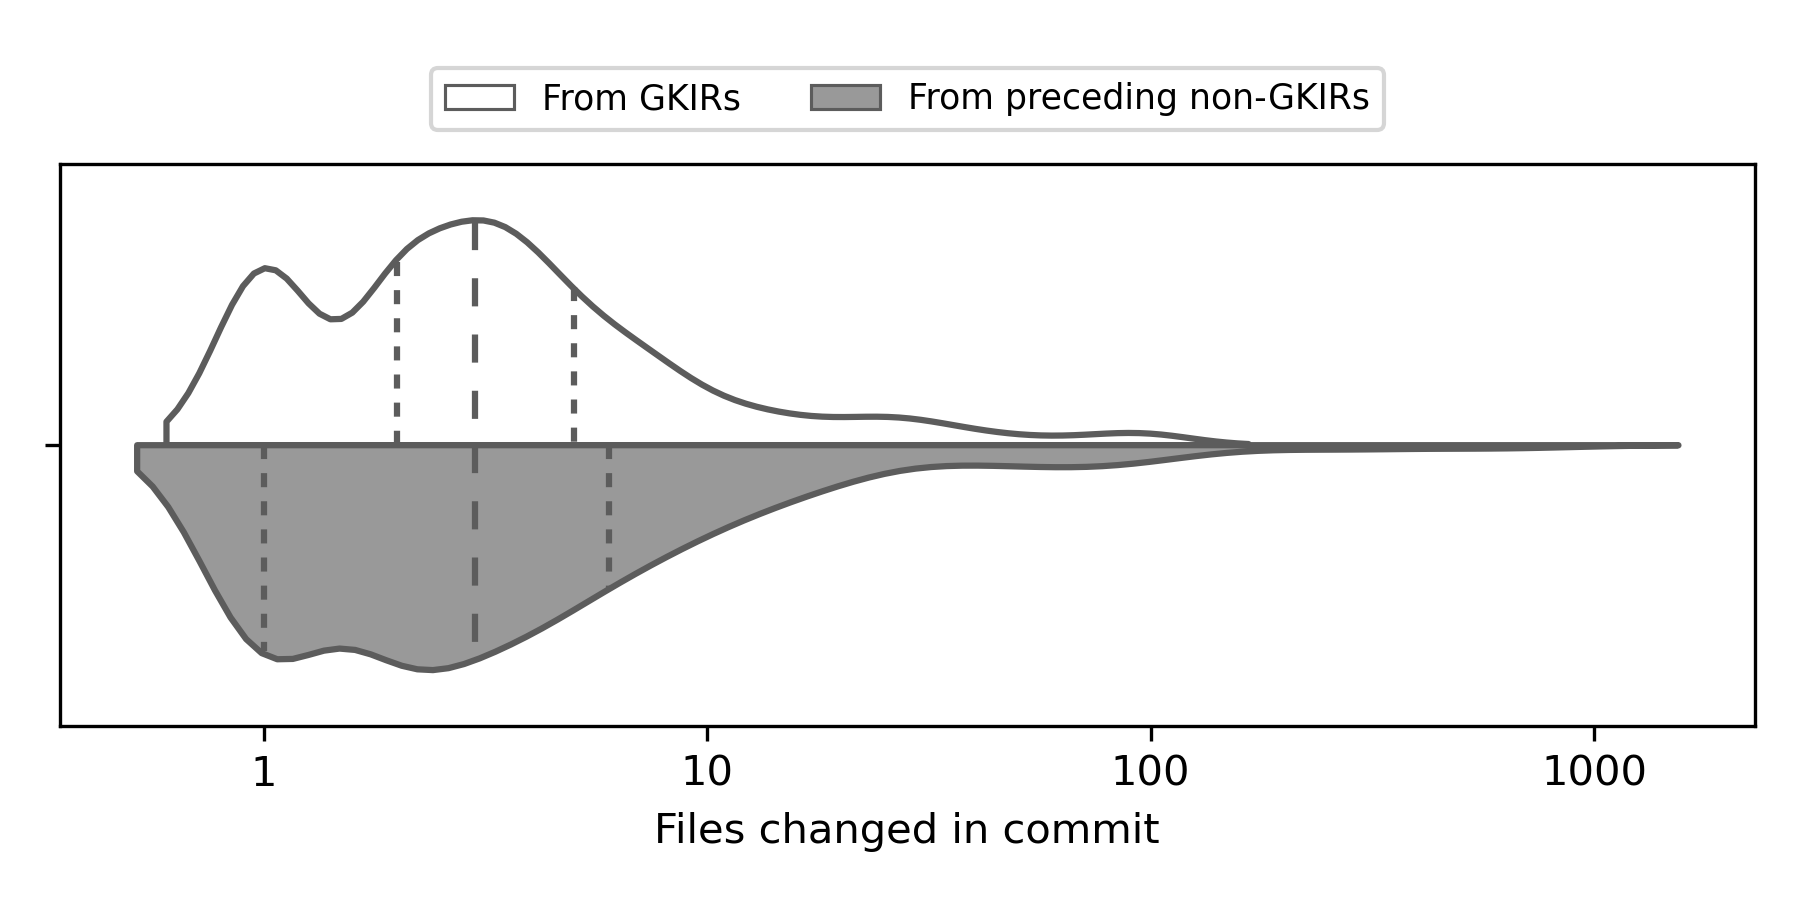 From GKIRs From preceding non-GKIRs
1 10 100 1000
Files changed in commit